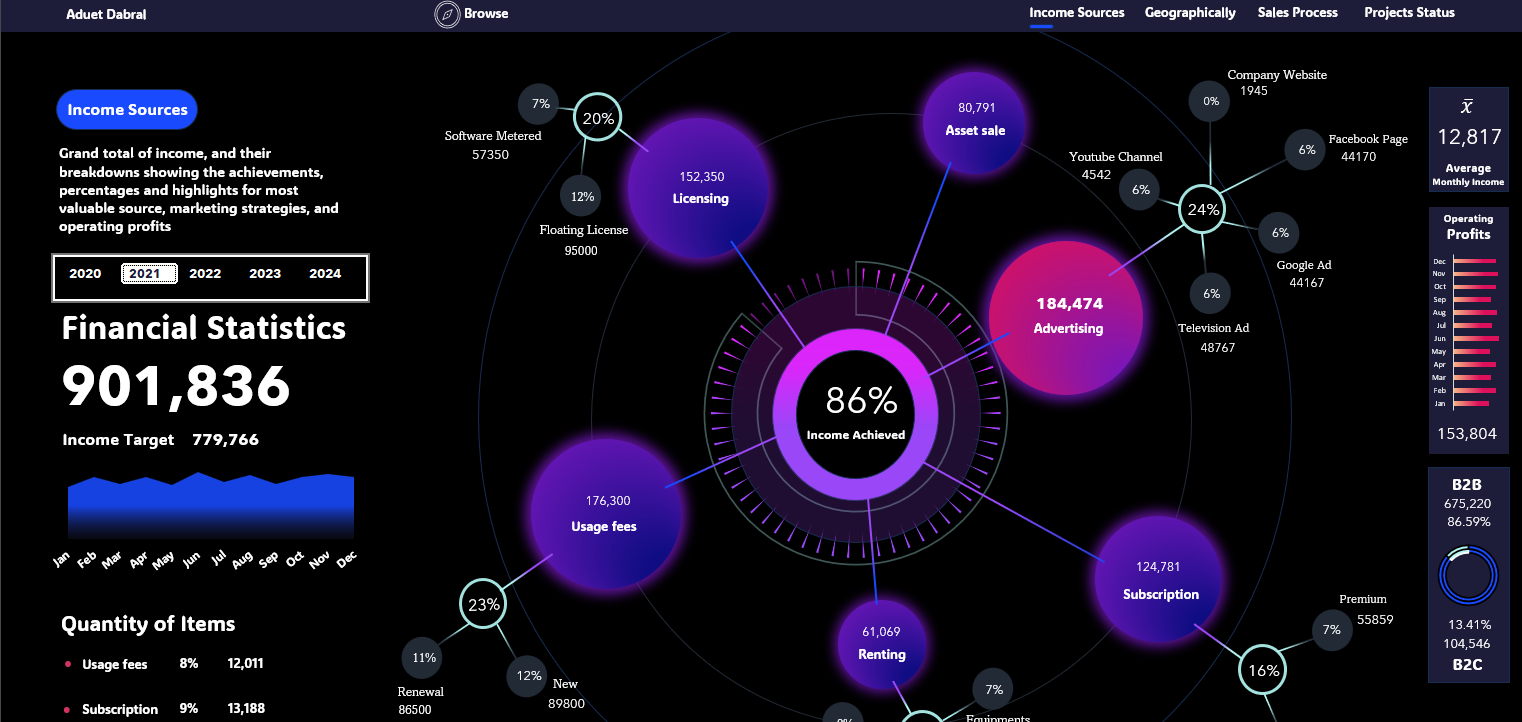 Aduet Dabral
Browse
Income Sources
Geographically
Sales Process
Projects Status
Income Sources
Grand total of income, and their
breakdowns showing the achievements,
percentages and highlights for most
valuable source, marketing strategies, and
operating profits
2020 2021 2022 2023 2024
Financial Statistics
901,836
Income Target 779,766
Jan Feb Mar Apr May Jun Jul Aug Sep Oct Nov Dec
Quantity of Items
Usage fees 8% 12,011
Subscription 9% 13,188
7%
Software Metered
57350
20%
12%
Floating License
95000
152,350
Licensing
80,791
Asset sale
Company Website
1945
0%
Facebook Page
44170
6%
Youtube Channel
4542
6%
24%
6%
Google Ad
44167
6%
Television Ad
48767
184,474
Advertising
86%
Income Achieved
176,300
Usage fees
23%
11%
Renewal
86500
12%
New
89800
61,069
Renting
7%
Equipments
124,781
Subscription
16%
Premium
55859
7%
x̅
12,817
Average
Monthly Income
Operating
Profits
Dec
Nov
Oct
Sep
Aug
Jul
Jun
May
Apr
Mar
Feb
Jan
153,804
B2B
675,220
86.59%
13.41%
104,546
B2C